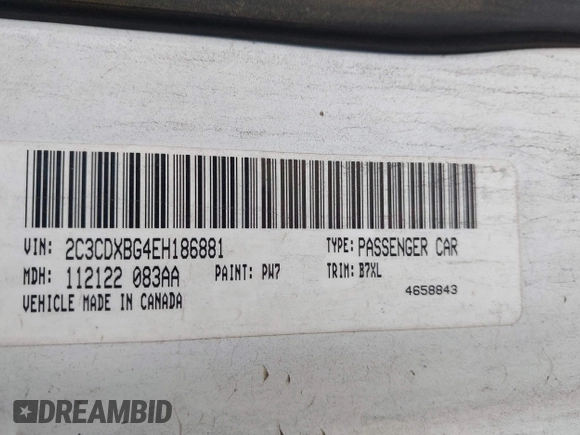 VIN: 2C3CDXBG4EH186881 TYPE: PASSENGER CAR
MDH: 112122 083AA PAINT: PW7 TRIM: B7XL
VEHICLE MADE IN CANADA 4658843
DREAMBID